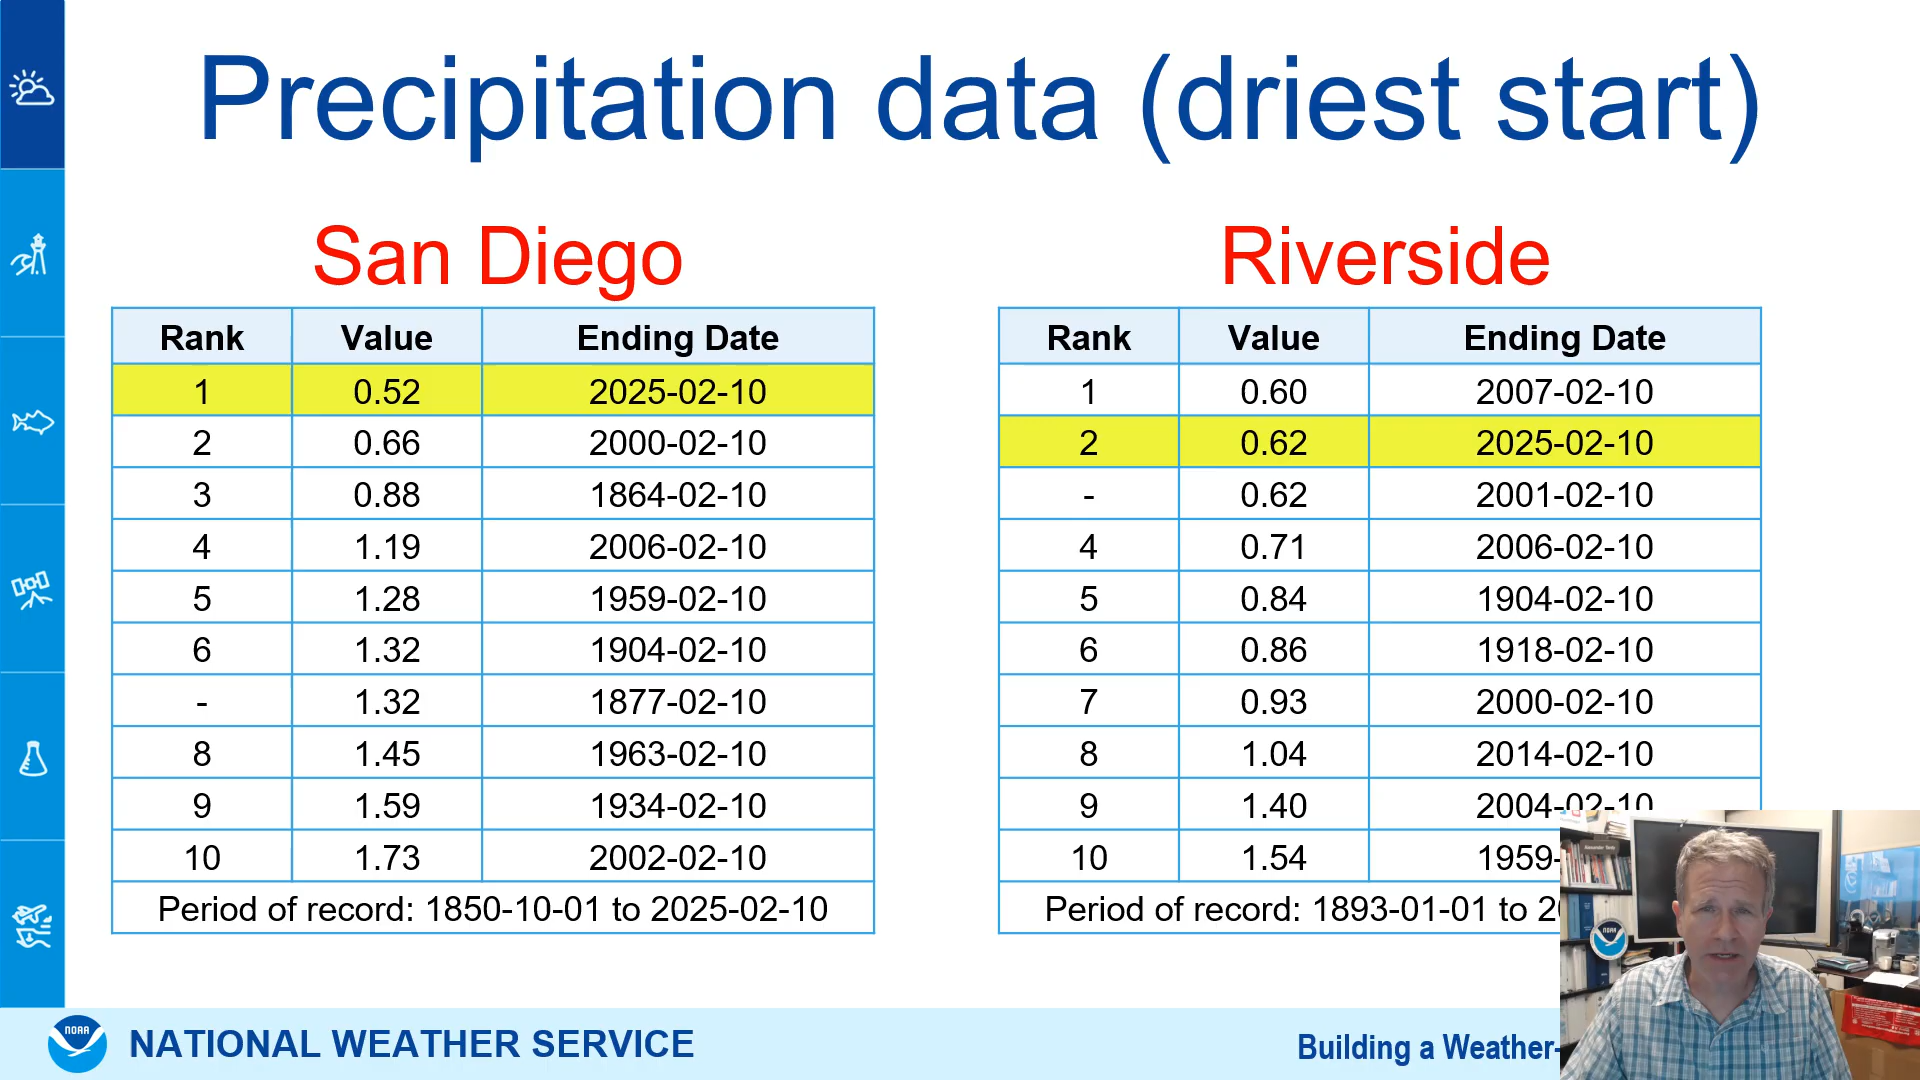 Precipitation data (driest start)
San Diego
Rank Value Ending Date
1 0.52 2025-02-10
2 0.66 2000-02-10
3 0.88 1864-02-10
4 1.19 2006-02-10
5 1.28 1959-02-10
6 1.32 1904-02-10
- 1.32 1877-02-10
8 1.45 1963-02-10
9 1.59 1934-02-10
10 1.73 2002-02-10
Period of record: 1850-10-01 to 2025-02-10
Riverside
Rank Value Ending Date
1 0.60 2007-02-10
2 0.62 2025-02-10
- 0.62 2001-02-10
4 0.71 2006-02-10
5 0.84 1904-02-10
6 0.86 1918-02-10
7 0.93 2000-02-10
8 1.04 2014-02-10
9 1.40 2004-02-10
10 1.54 1959-
Period of record: 1893-01-01 to
NOAA
NATIONAL WEATHER SERVICE
Building a Weather-
NOAA